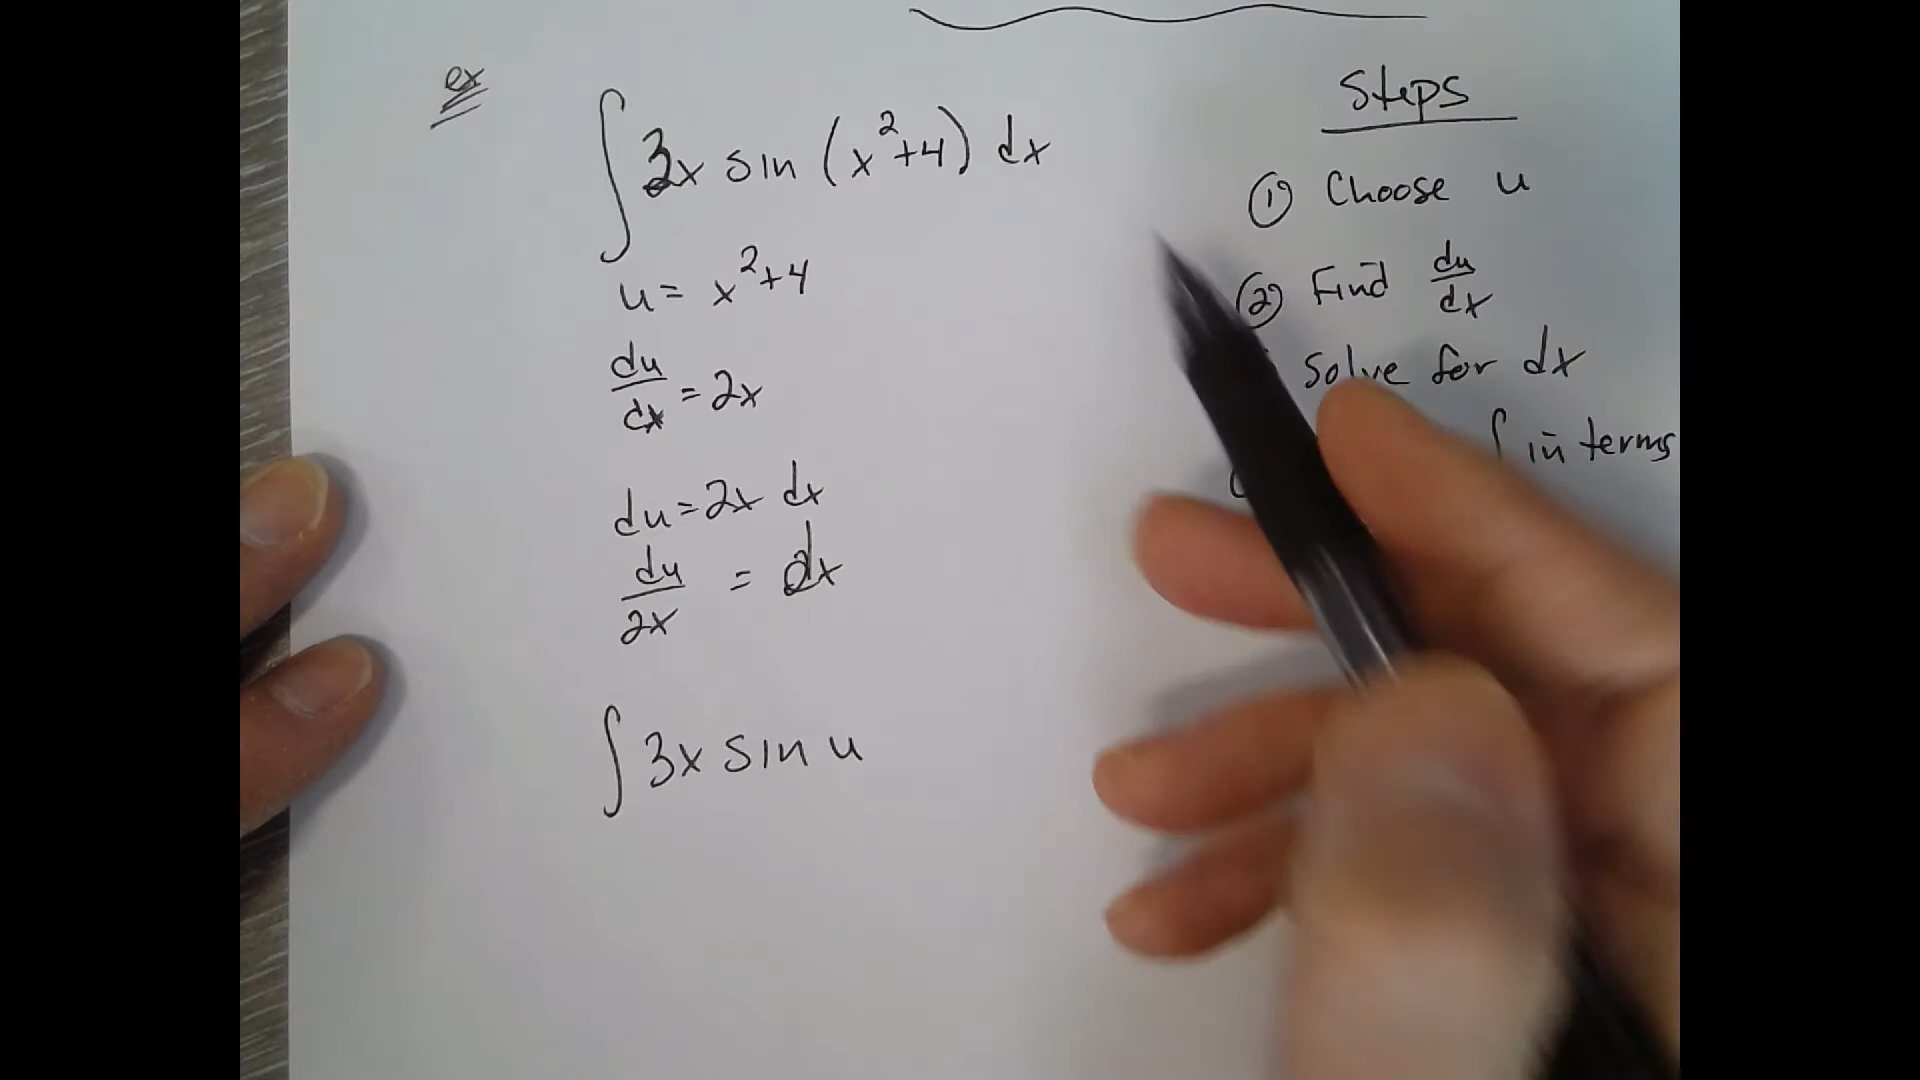 ex
∫ 3x sin (x²+4) dx
u = x²+4
du/dx = 2x
du = 2x dx
du/2x = dx
∫ 3x sin u
Steps
① Choose u
② Find du/dx
Solve for dx
∫ in terms